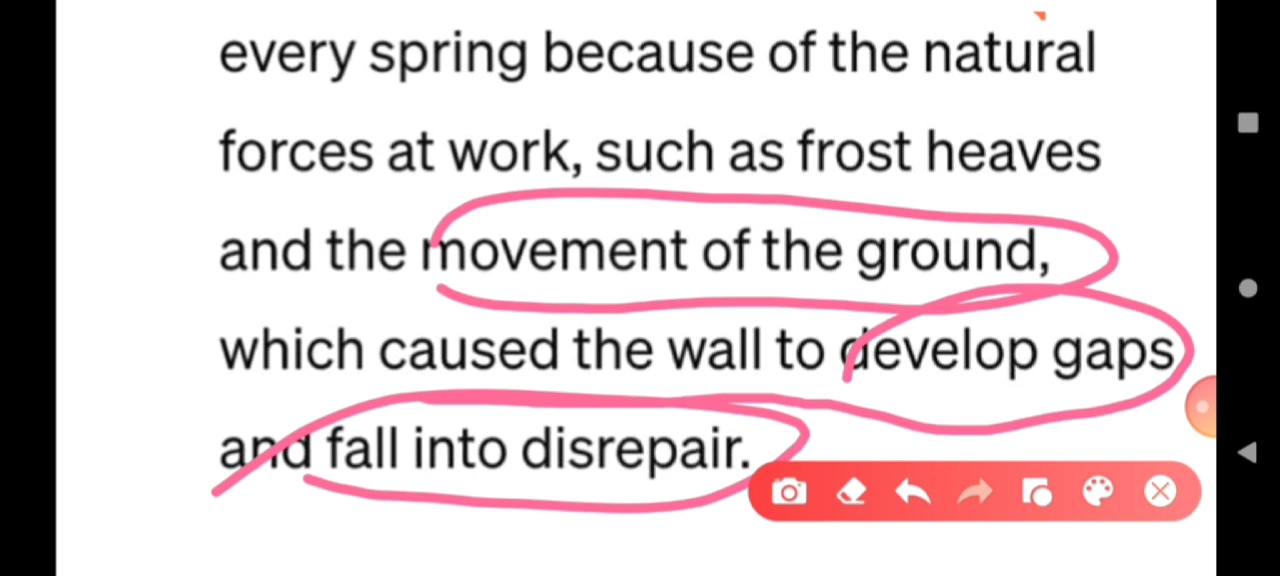 every spring because of the natural
forces at work, such as frost heaves
and the movement of the ground,
which caused the wall to develop gaps
and fall into disrepair.